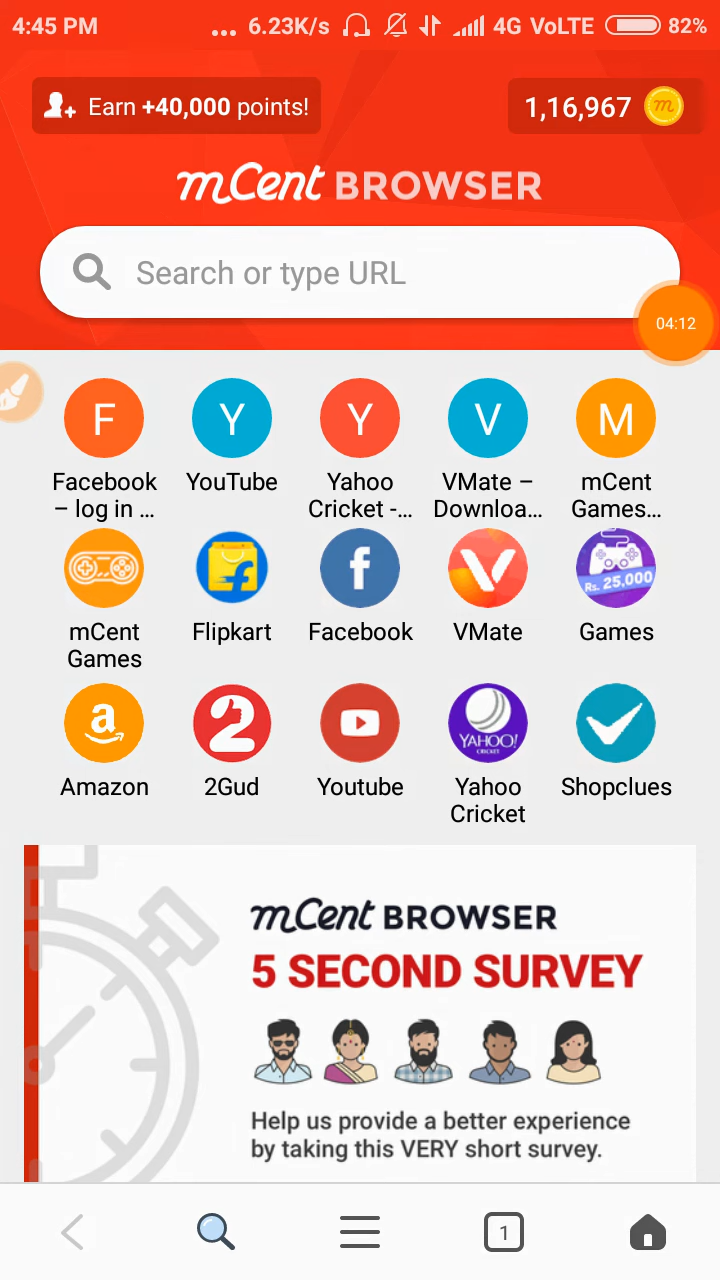 4:45 PM ... 6.23K/s 4G VoLTE 82%
Earn +40,000 points! 1,16,967 m
mCent BROWSER
Search or type URL
04:12
F Y Y V M
Facebook YouTube Yahoo VMate – mCent
– log in ... Cricket -... Downloa... Games...
f f Rs. 25,000
mCent Flipkart Facebook VMate Games
Games
a 2 YAHOO!
CRICKET
Amazon 2Gud Youtube Yahoo Shopclues
Cricket
mCent BROWSER
5 SECOND SURVEY
Help us provide a better experience
by taking this VERY short survey.
1